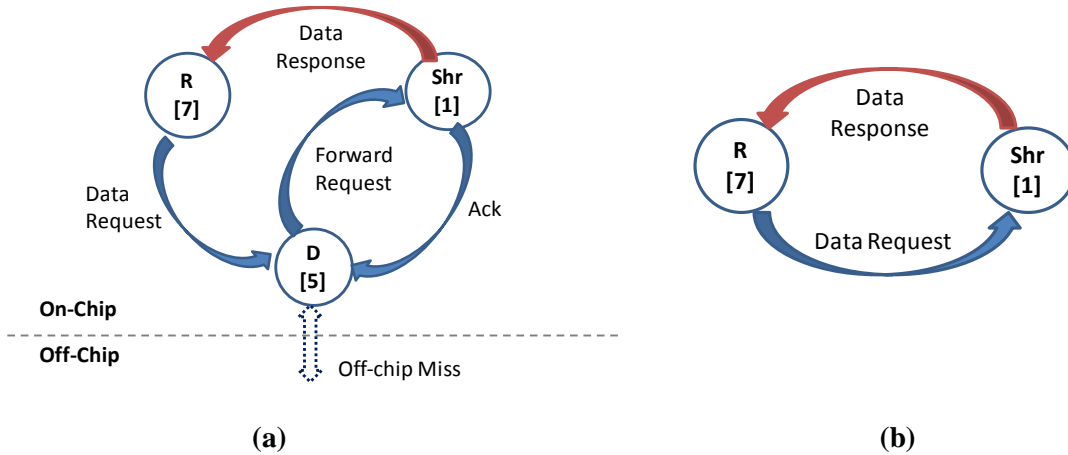 Data
Response
R
[7]
Shr
[1]
Forward
Request
Data
Request
Ack
D
[5]
On-Chip
Off-Chip
Off-chip Miss
(a)
Data
Response
R
[7]
Shr
[1]
Data Request
(b)